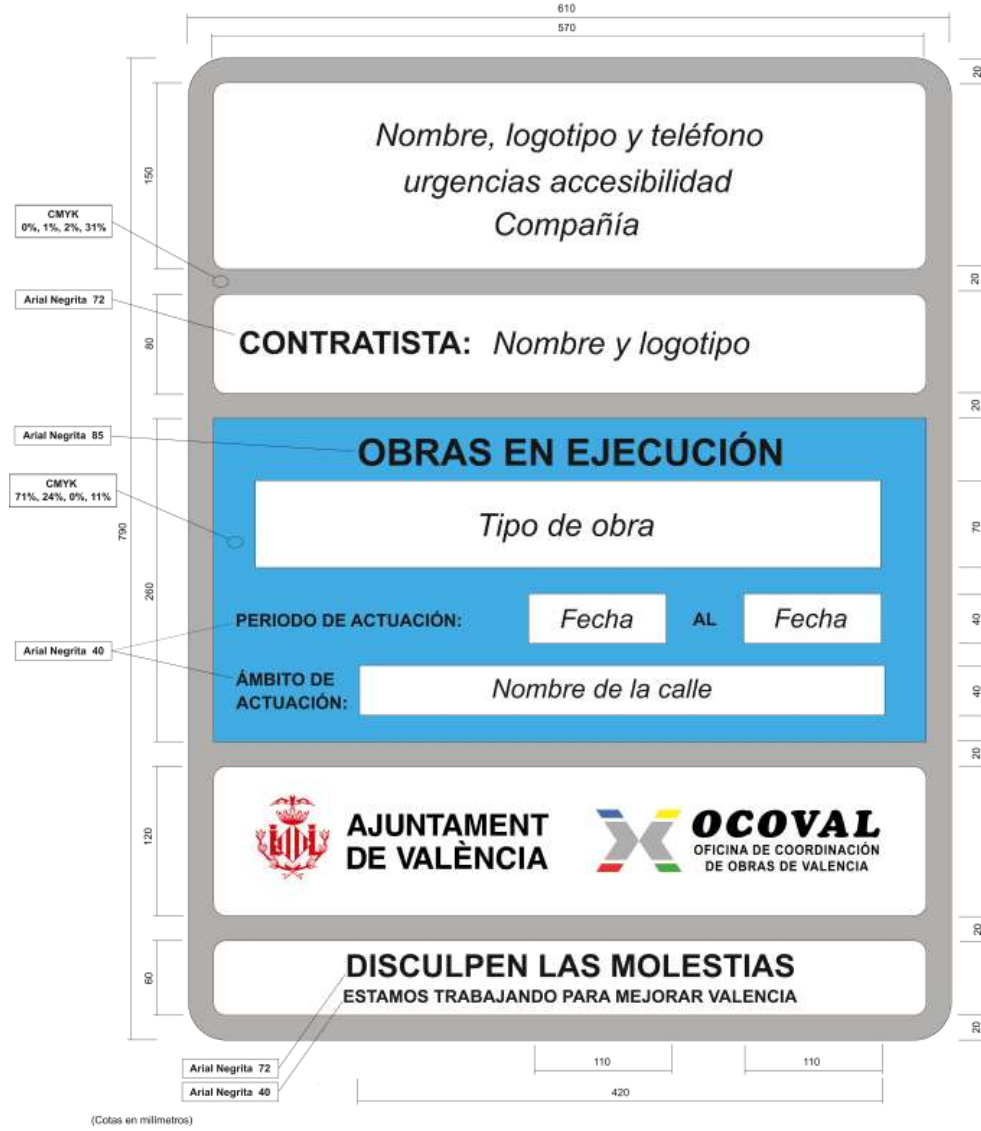 610
570
20
Nombre, logotipo y teléfono
urgencias accesibilidad
Compañía
150
CMYK
0%, 1%, 2%, 31%
20
Arial Negrita 72
CONTRATISTA: Nombre y logotipo
80
20
Arial Negrita 85
OBRAS EN EJECUCIÓN
CMYK
71%, 24%, 0%, 11%
Tipo de obra
70
790
260
PERIODO DE ACTUACIÓN: Fecha AL Fecha
40
Arial Negrita 40
ÁMBITO DE
ACTUACIÓN:
Nombre de la calle
40
20
120
AJUNTAMENT
DE VALÈNCIA
OCOVAL
OFICINA DE COORDINACIÓN
DE OBRAS DE VALENCIA
20
60
DISCULPEN LAS MOLESTIAS
ESTAMOS TRABAJANDO PARA MEJORAR VALENCIA
20
Arial Negrita 72
110
110
Arial Negrita 40
420
(Cotas en milímetros)